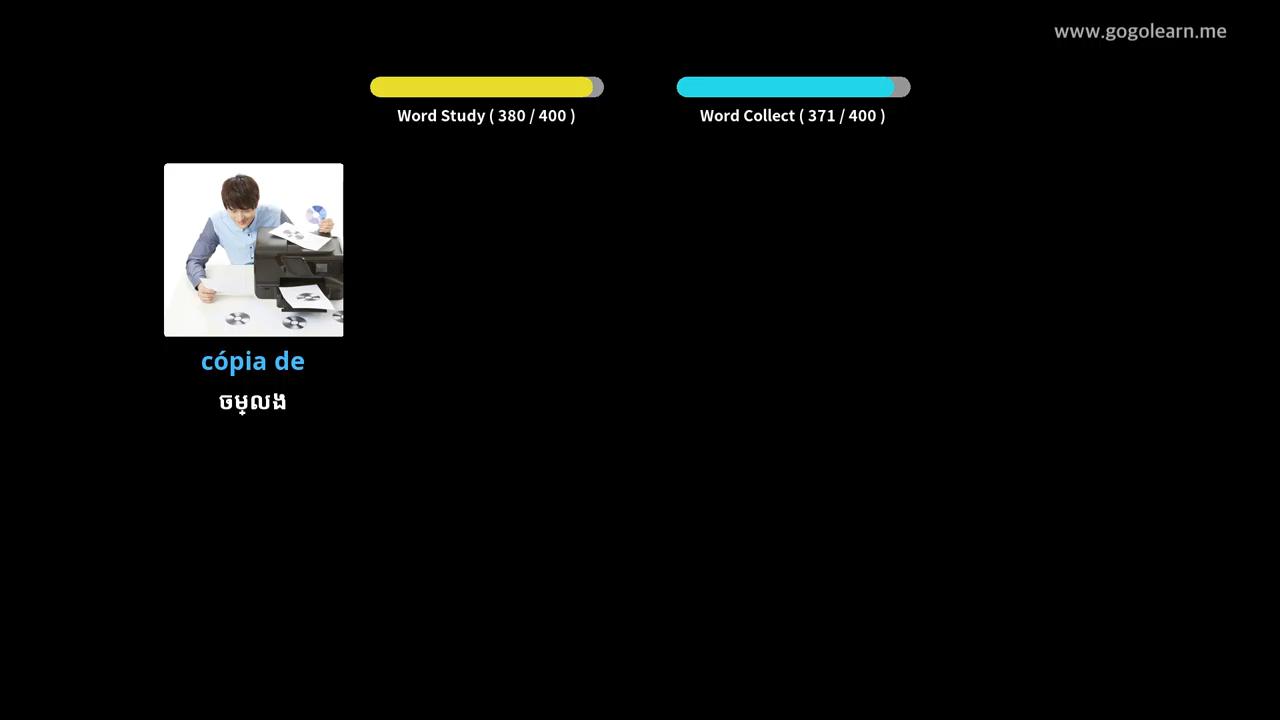 www.gogolearn.me
Word Study ( 380 / 400 )
Word Collect ( 371 / 400 )
cópia de
ចម្លង